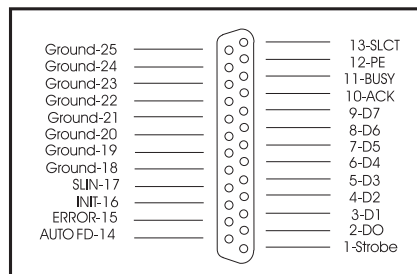 Ground-25
Ground-24
Ground-23
Ground-22
Ground-21
Ground-20
Ground-19
Ground-18
SLIN-17
INIT-16
ERROR-15
AUTO FD-14
13-SLCT
12-PE
11-BUSY
10-ACK
9-D7
8-D6
7-D5
6-D4
5-D3
4-D2
3-D1
2-DO
1-Strobe